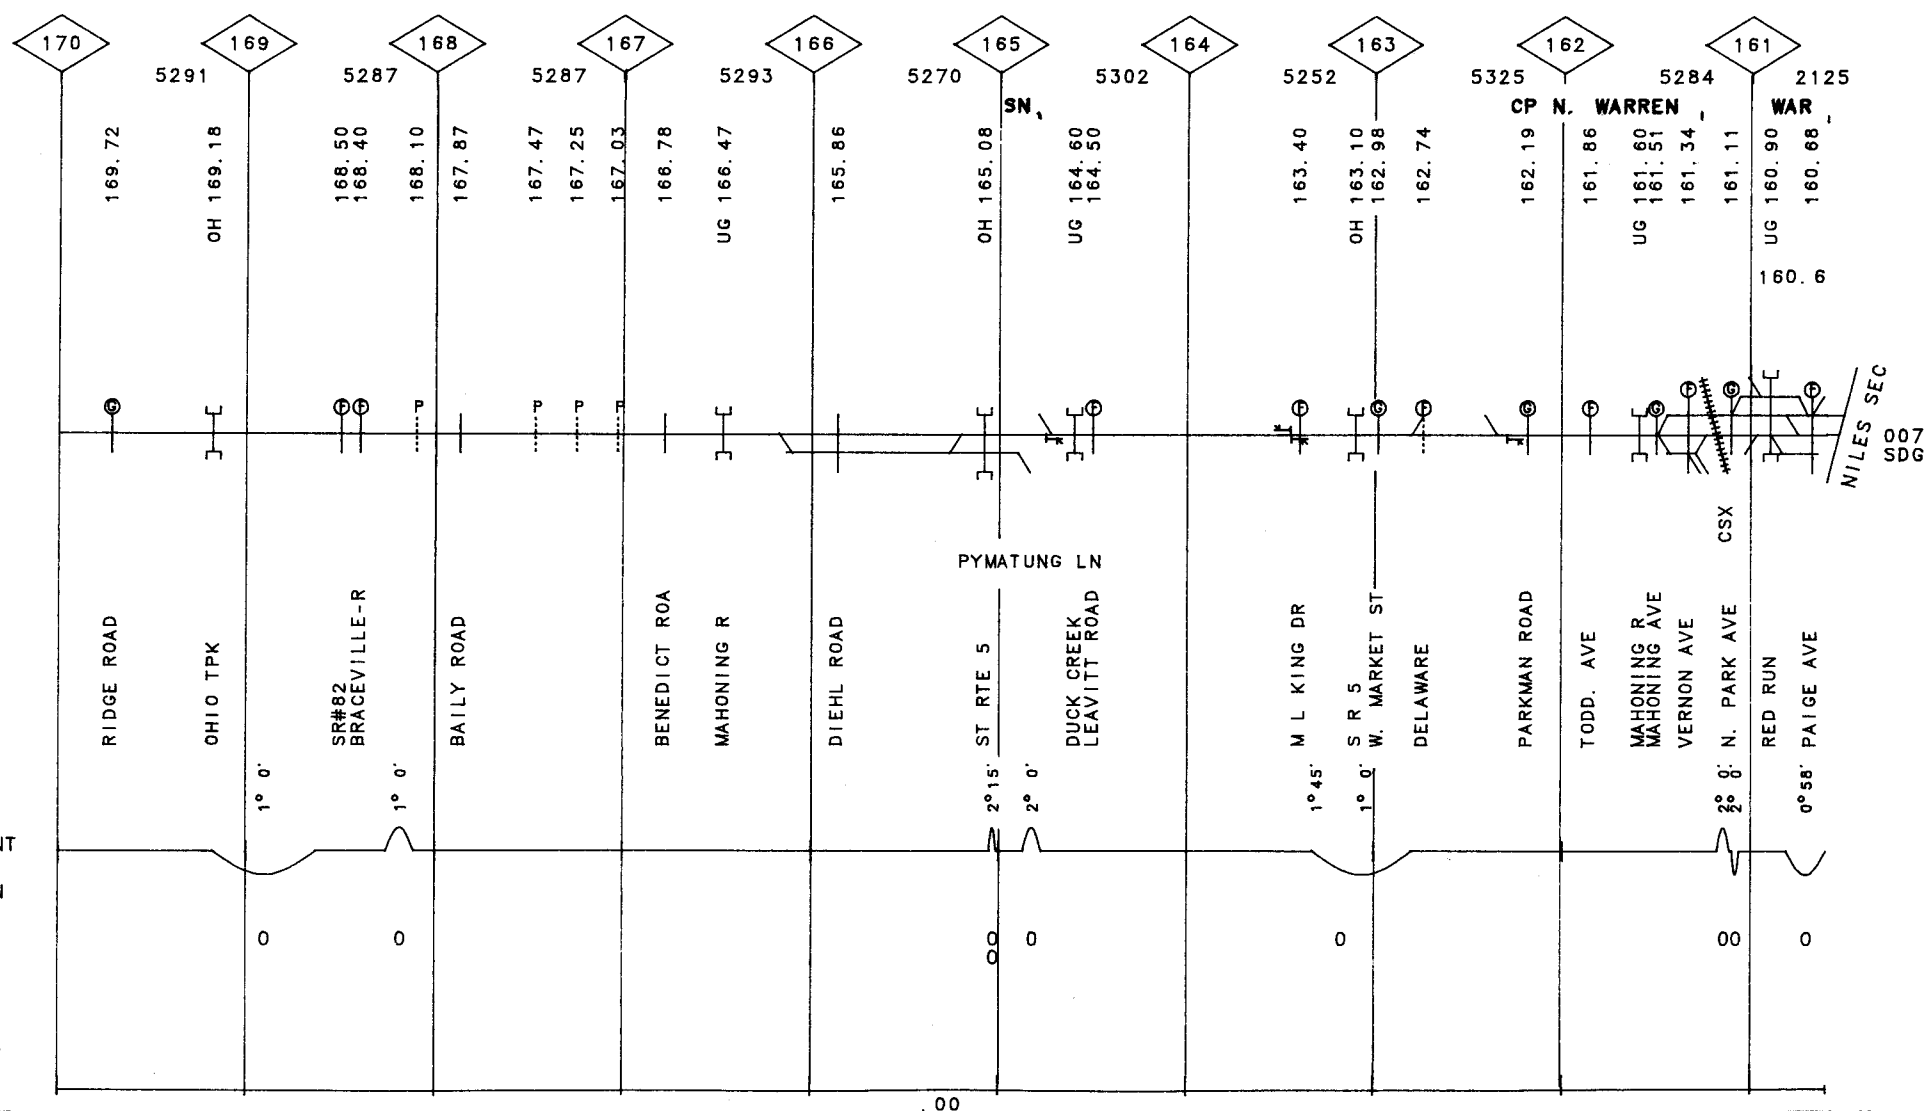 170 169 168 167 166 165 164 163 162 161
5291 5287 5287 5293 5270 5302 5252 5325 5284 2125
SN, CP N. WARREN , WAR ,
169.72
OH 169.18
168.50
168.40
168.10
167.87
167.47
167.25
167.03
166.78
UG 166.47
165.86
OH 165.08
UG 164.60
164.50
163.40
OH 163.10
162.98
162.74
162.19
161.86
UG 161.60
161.51
161.34
161.11
UG 160.90
160.68
160.6
G F F P P P P F F G F G F G F G F
NILES SEC
007
SDG
CSX
PYMATUNG LN
RIDGE ROAD
OHIO TPK
SR#82
BRACEVILLE-R
BAILY ROAD
BENEDICT ROA
MAHONING R
DIEHL ROAD
ST RTE 5
DUCK CREEK
LEAVITT ROAD
M L KING DR
S R 5
W. MARKET ST
DELAWARE
PARKMAN ROAD
TODD. AVE
MAHONING R
MAHONING AVE
VERNON AVE
N. PARK AVE
RED RUN
PAIGE AVE
1° 0'
1° 0'
2° 15'
2° 0'
1° 45'
1° 0'
2° 0'
2° 0'
0° 58'
NT
N
0 0 0 0 0 00 0
0
.00